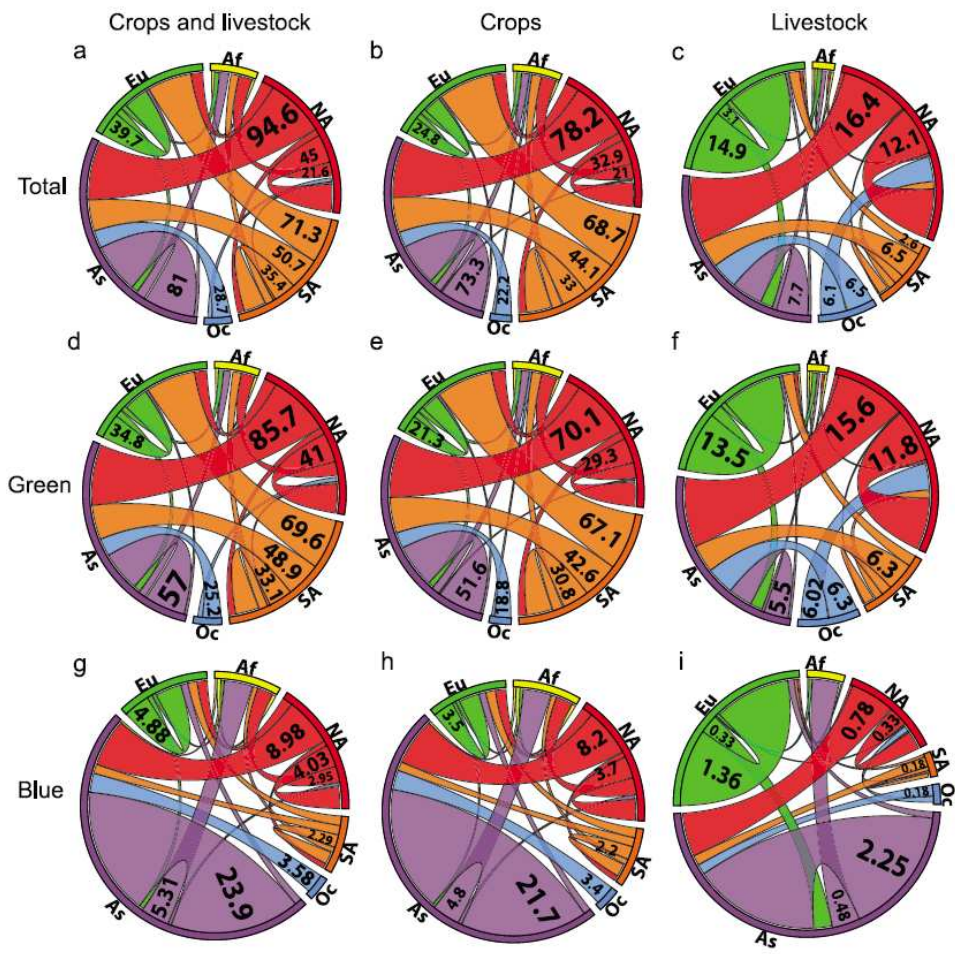 Crops and livestock Crops Livestock
a b c
Total
Eu Af NA SA Oc As
39.7 94.6 45 21.6 71.3 50.7 35.4 28.7 81
Eu Af NA SA Oc As
24.8 78.2 32.9 21 68.7 44.1 33 22.2 73.3
Eu Af NA SA Oc As
3.1 14.9 16.4 12.1 2.6 6.5 6.5 6.1 7.7
d e f
Green
Eu Af NA SA Oc As
34.8 85.7 41 69.6 48.9 33.1 25.2 57
Eu Af NA SA Oc As
21.3 70.1 29.3 67.1 42.6 30.8 18.8 51.6
Eu Af NA SA Oc As
13.5 15.6 11.8 6.3 6.3 6.02 5.5
g h i
Blue
Eu Af NA SA Oc As
4.88 8.98 4.03 2.95 2.29 3.58 23.9 5.31
Eu Af NA SA Oc As
3.5 8.2 3.7 2.2 3.4 21.7 4.8
Eu Af NA SA Oc As
0.33 1.36 0.78 0.33 0.18 0.18 2.25 0.48